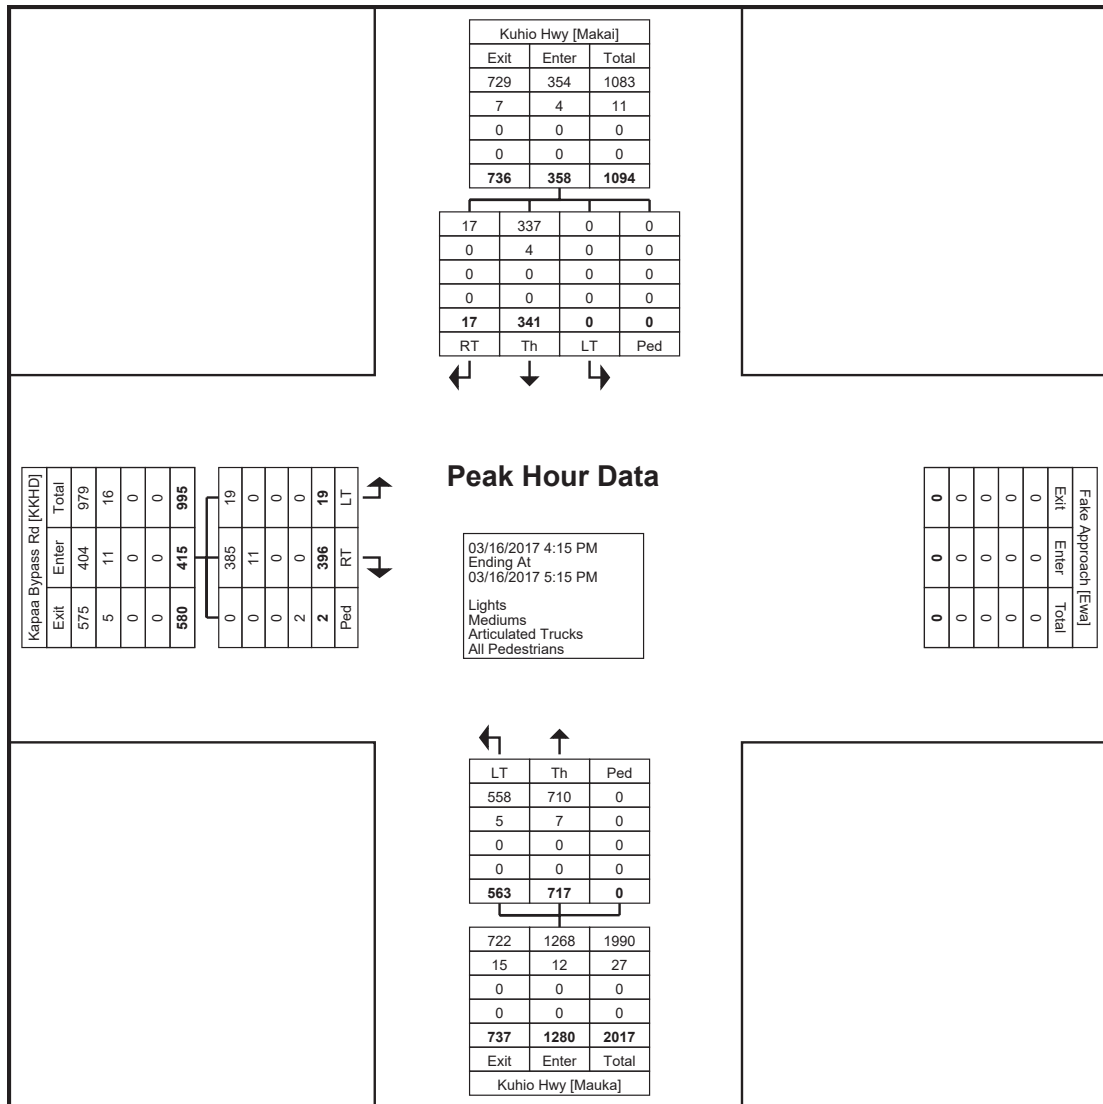 Kuhio Hwy [Makai]
Exit Enter Total
729 354 1083
7 4 11
0 0 0
0 0 0
736 358 1094
17 337 0 0
0 4 0 0
0 0 0 0
0 0 0 0
17 341 0 0
RT Th LT Ped
Kapaa Bypass Rd [KKHD]
Exit Enter Total
575 404 979
5 11 16
0 0 0
0 0 0
580 415 995
0 385 19
0 11 0
0 0 0
2 0 0
2 396 19
Ped RT LT
Peak Hour Data
03/16/2017 4:15 PM
Ending At
03/16/2017 5:15 PM
Lights
Mediums
Articulated Trucks
All Pedestrians
Fake Approach [Ewa]
Exit Enter Total
0 0 0
0 0 0
0 0 0
0 0 0
0 0 0
LT Th Ped
558 710 0
5 7 0
0 0 0
0 0 0
563 717 0
722 1268 1990
15 12 27
0 0 0
0 0 0
737 1280 2017
Exit Enter Total
Kuhio Hwy [Mauka]